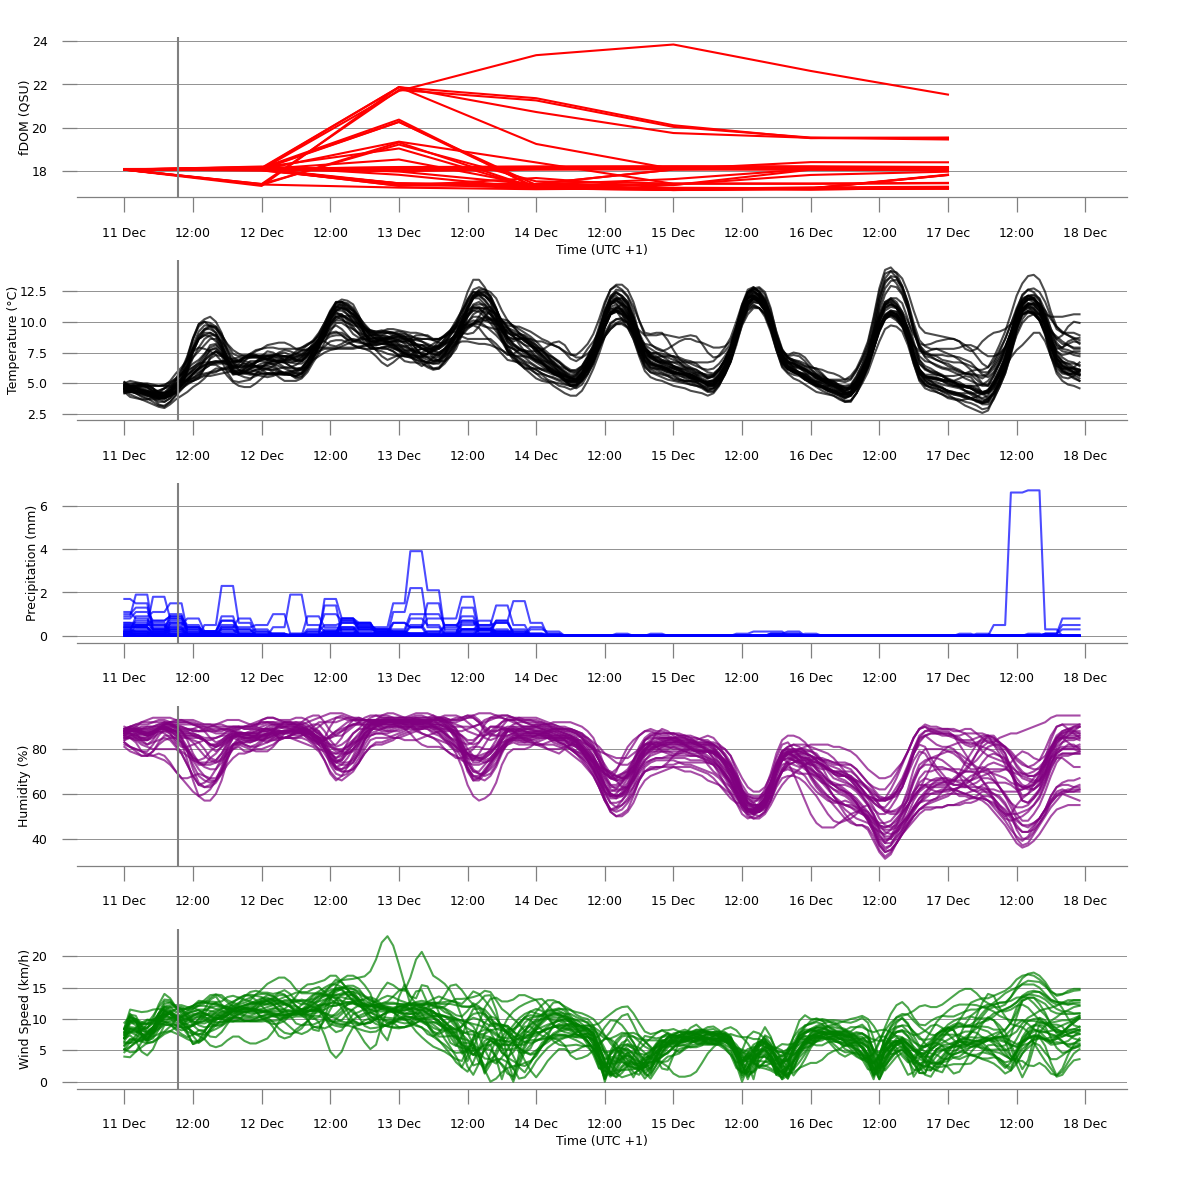 24
22
20
18
fDOM (QSU)
11 Dec 12:00 12 Dec 12:00 13 Dec 12:00 14 Dec 12:00 15 Dec 12:00 16 Dec 12:00 17 Dec 12:00 18 Dec
Time (UTC +1)
12.5
10.0
7.5
5.0
2.5
Temperature (°C)
11 Dec 12:00 12 Dec 12:00 13 Dec 12:00 14 Dec 12:00 15 Dec 12:00 16 Dec 12:00 17 Dec 12:00 18 Dec
6
4
2
0
Precipitation (mm)
11 Dec 12:00 12 Dec 12:00 13 Dec 12:00 14 Dec 12:00 15 Dec 12:00 16 Dec 12:00 17 Dec 12:00 18 Dec
80
60
40
Humidity (%)
11 Dec 12:00 12 Dec 12:00 13 Dec 12:00 14 Dec 12:00 15 Dec 12:00 16 Dec 12:00 17 Dec 12:00 18 Dec
20
15
10
5
0
Wind Speed (km/h)
11 Dec 12:00 12 Dec 12:00 13 Dec 12:00 14 Dec 12:00 15 Dec 12:00 16 Dec 12:00 17 Dec 12:00 18 Dec
Time (UTC +1)